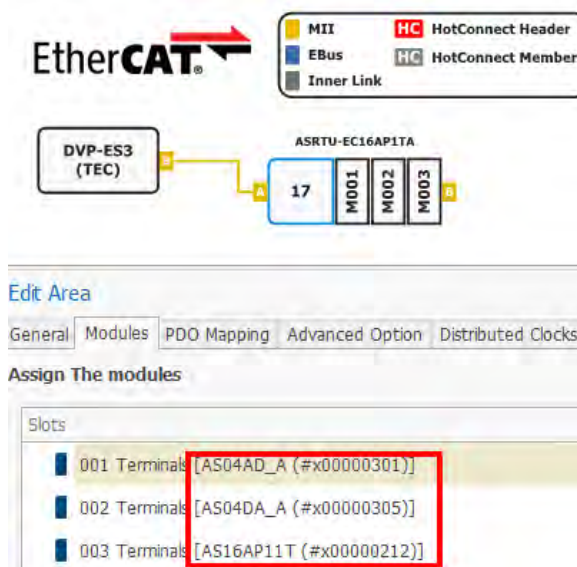 EtherCAT®
MII
HC HotConnect Header
EBus
HC HotConnect Member
Inner Link
DVP-ES3
(TEC)
B
ASRTU-EC16AP1TA
A
17
M001
M002
M003
B
Edit Area
General Modules PDO Mapping Advanced Option Distributed Clocks
Assign The modules
Slots
001 Terminals [AS04AD_A (#x00000301)]
002 Terminals [AS04DA_A (#x00000305)]
003 Terminals [AS16AP11T (#x00000212)]